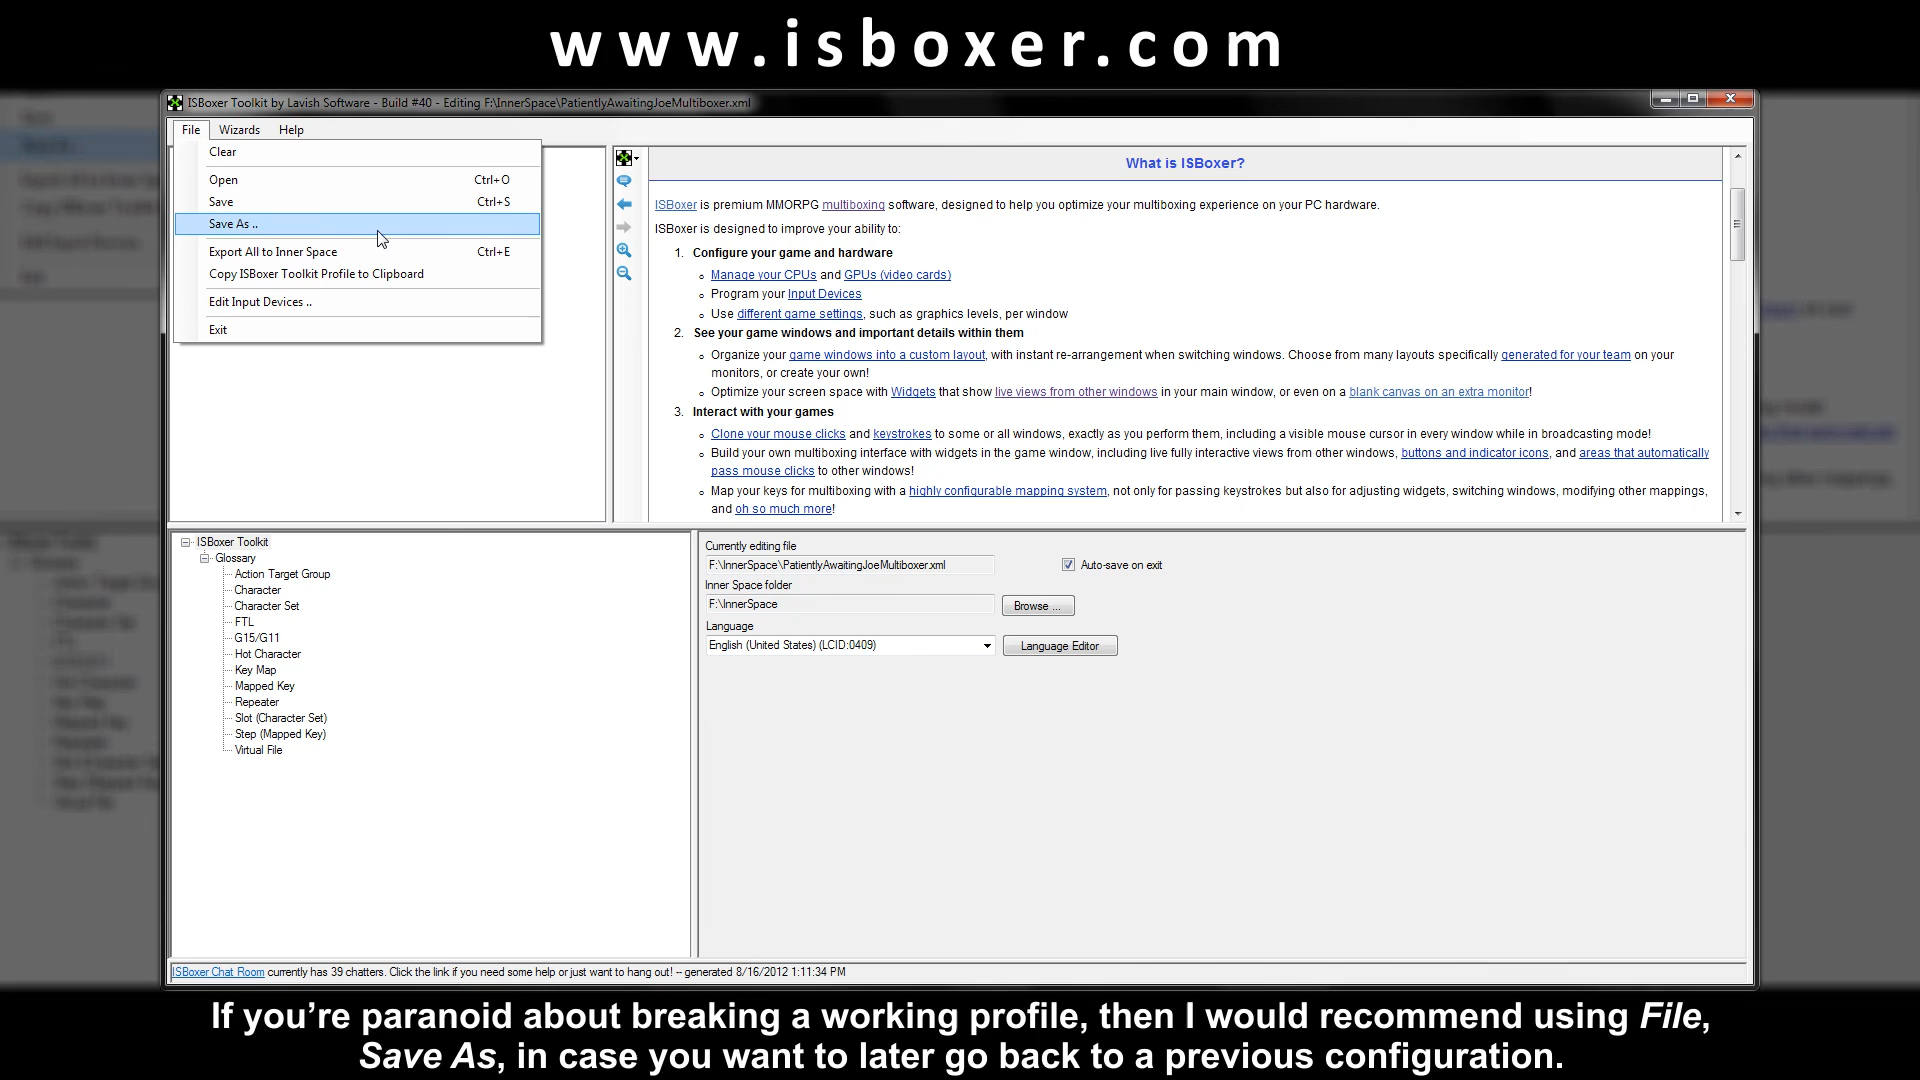 www.isboxer.com
ISBoxer Toolkit by Lavish Software - Build #40 - Editing F:\InnerSpace\PatientlyAwaitingJoeMultiboxer.xml
File Wizards Help
Clear
Open Ctrl+O
Save Ctrl+S
Save As ..
Export All to Inner Space Ctrl+E
Copy ISBoxer Toolkit Profile to Clipboard
Edit Input Devices ..
Exit
What is ISBoxer?
ISBoxer is premium MMORPG multiboxing software, designed to help you optimize your multiboxing experience on your PC hardware.
ISBoxer is designed to improve your ability to:
1. Configure your game and hardware
Manage your CPUs and GPUs (video cards)
Program your Input Devices
Use different game settings, such as graphics levels, per window
2. See your game windows and important details within them
Organize your game windows into a custom layout, with instant re-arrangement when switching windows. Choose from many layouts specifically generated for your team on your
monitors, or create your own!
Optimize your screen space with Widgets that show live views from other windows in your main window, or even on a blank canvas on an extra monitor!
3. Interact with your games
Clone your mouse clicks and keystrokes to some or all windows, exactly as you perform them, including a visible mouse cursor in every window while in broadcasting mode!
Build your own multiboxing interface with widgets in the game window, including live fully interactive views from other windows, buttons and indicator icons, and areas that automatically
pass mouse clicks to other windows!
Map your keys for multiboxing with a highly configurable mapping system, not only for passing keystrokes but also for adjusting widgets, switching windows, modifying other mappings,
and oh so much more!
ISBoxer Toolkit
Glossary
Action Target Group
Character
Character Set
FTL
G15/G11
Hot Character
Key Map
Mapped Key
Repeater
Slot (Character Set)
Step (Mapped Key)
Virtual File
Currently editing file
F:\InnerSpace\PatientlyAwaitingJoeMultiboxer.xml Auto-save on exit
Inner Space folder
F:\InnerSpace Browse ...
Language
English (United States) (LCID:0409) Language Editor
ISBoxer Chat Room currently has 39 chatters. Click the link if you need some help or just want to hang out! -- generated 8/16/2012 1:11:34 PM
If you’re paranoid about breaking a working profile, then I would recommend using File,
Save As, in case you want to later go back to a previous configuration.